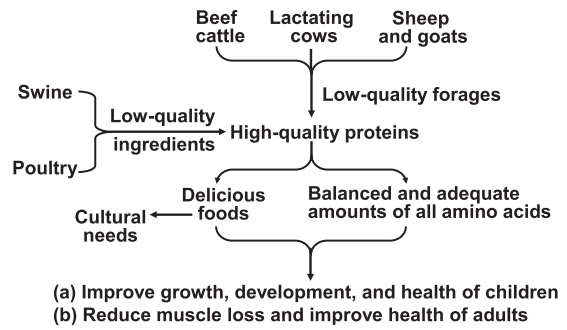 Beef
cattle
Lactating
cows
Sheep
and goats
Low-quality forages
Swine
Poultry
Low-quality
ingredients
High-quality proteins
Delicious
foods
Balanced and adequate
amounts of all amino acids
Cultural
needs
(a) Improve growth, development, and health of children
(b) Reduce muscle loss and improve health of adults